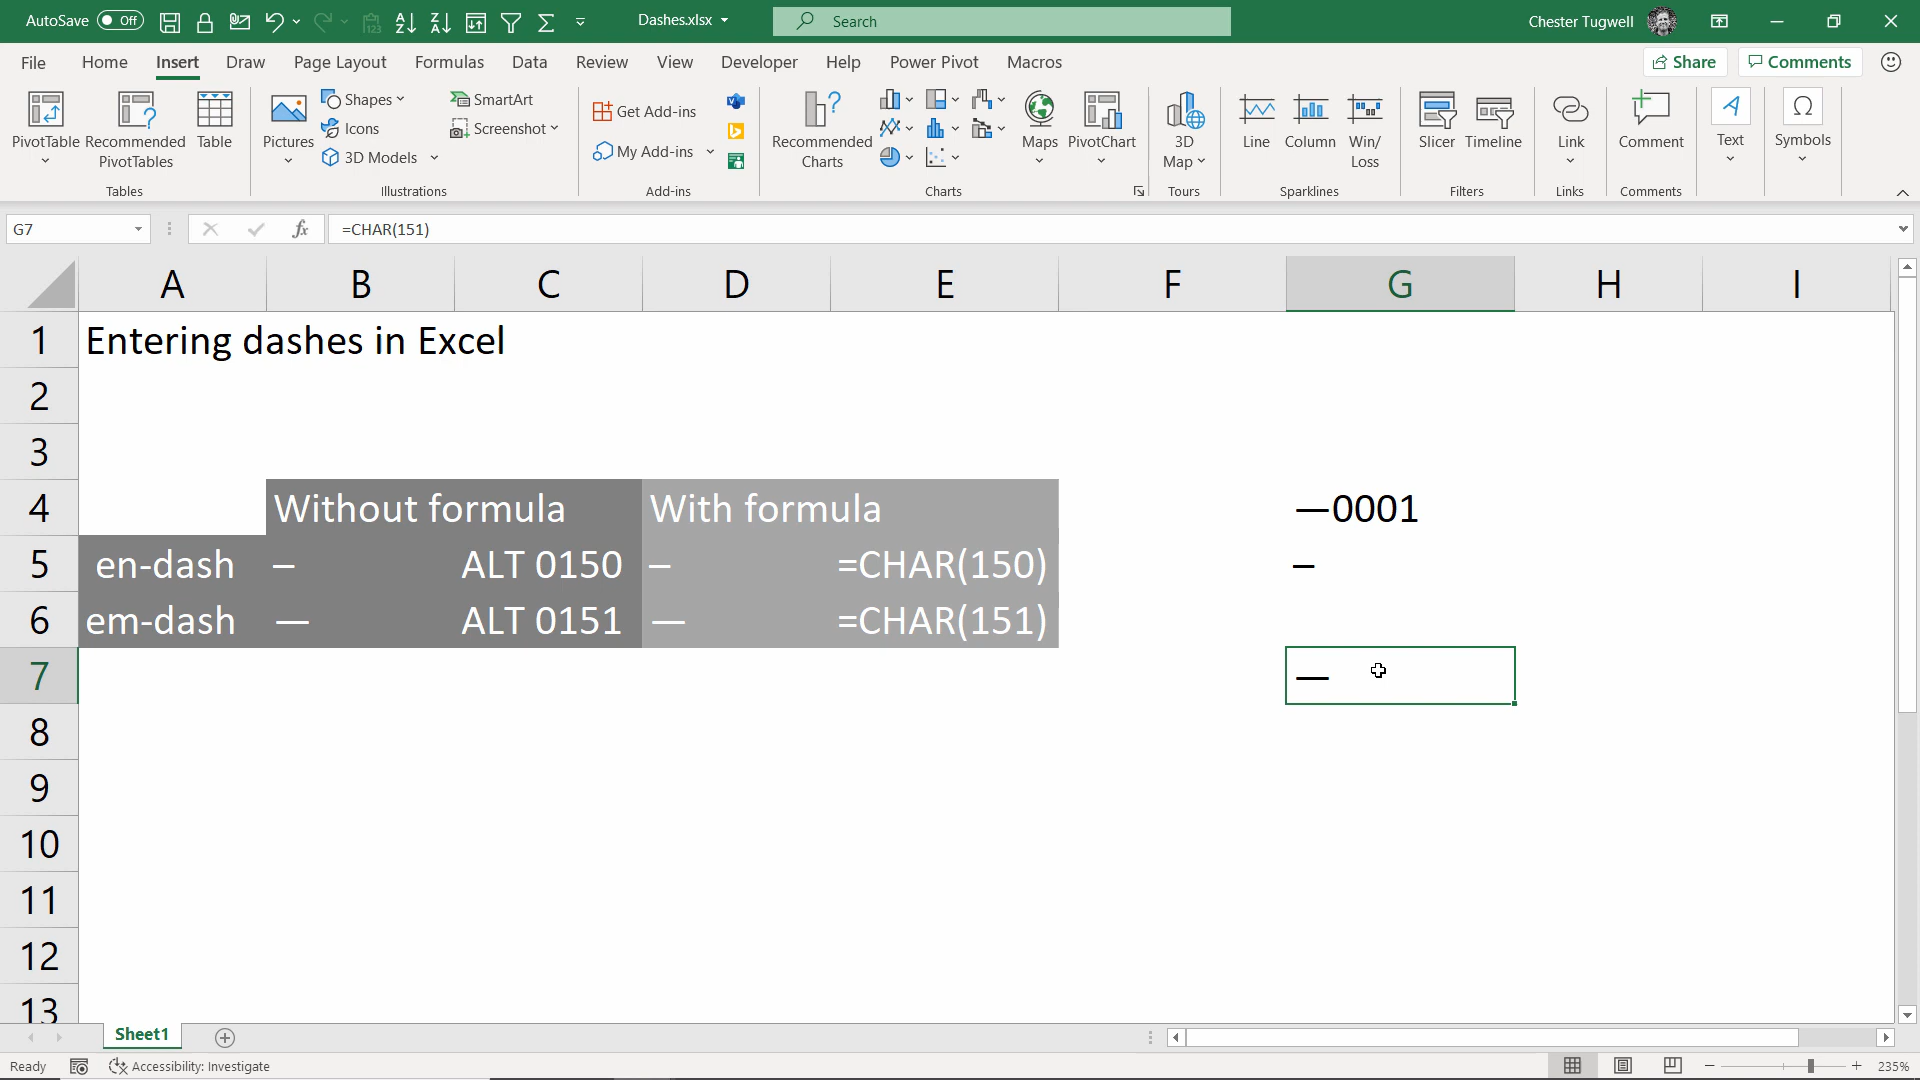 AutoSave Off Dashes.xlsx Search Chester Tugwell
File Home Insert Draw Page Layout Formulas Data Review View Developer Help Power Pivot Macros Share Comments
PivotTable Recommended PivotTables Table
Tables
Pictures Shapes Icons 3D Models SmartArt Screenshot
Illustrations
Get Add-ins
My Add-ins
Add-ins
Recommended Charts Maps PivotChart
Charts
3D Map
Tours
Line Column Win/Loss
Sparklines
Slicer Timeline
Filters
Link
Links
Comment
Comments
Text
Symbols
G7 fx =CHAR(151)
A B C D E F G H I
1 Entering dashes in Excel
2
3
4 Without formula With formula —0001
5 en-dash – ALT 0150 – =CHAR(150) –
6 em-dash — ALT 0151 — =CHAR(151)
7 —
8
9
10
11
12
13
Sheet1
Ready Accessibility: Investigate 235%